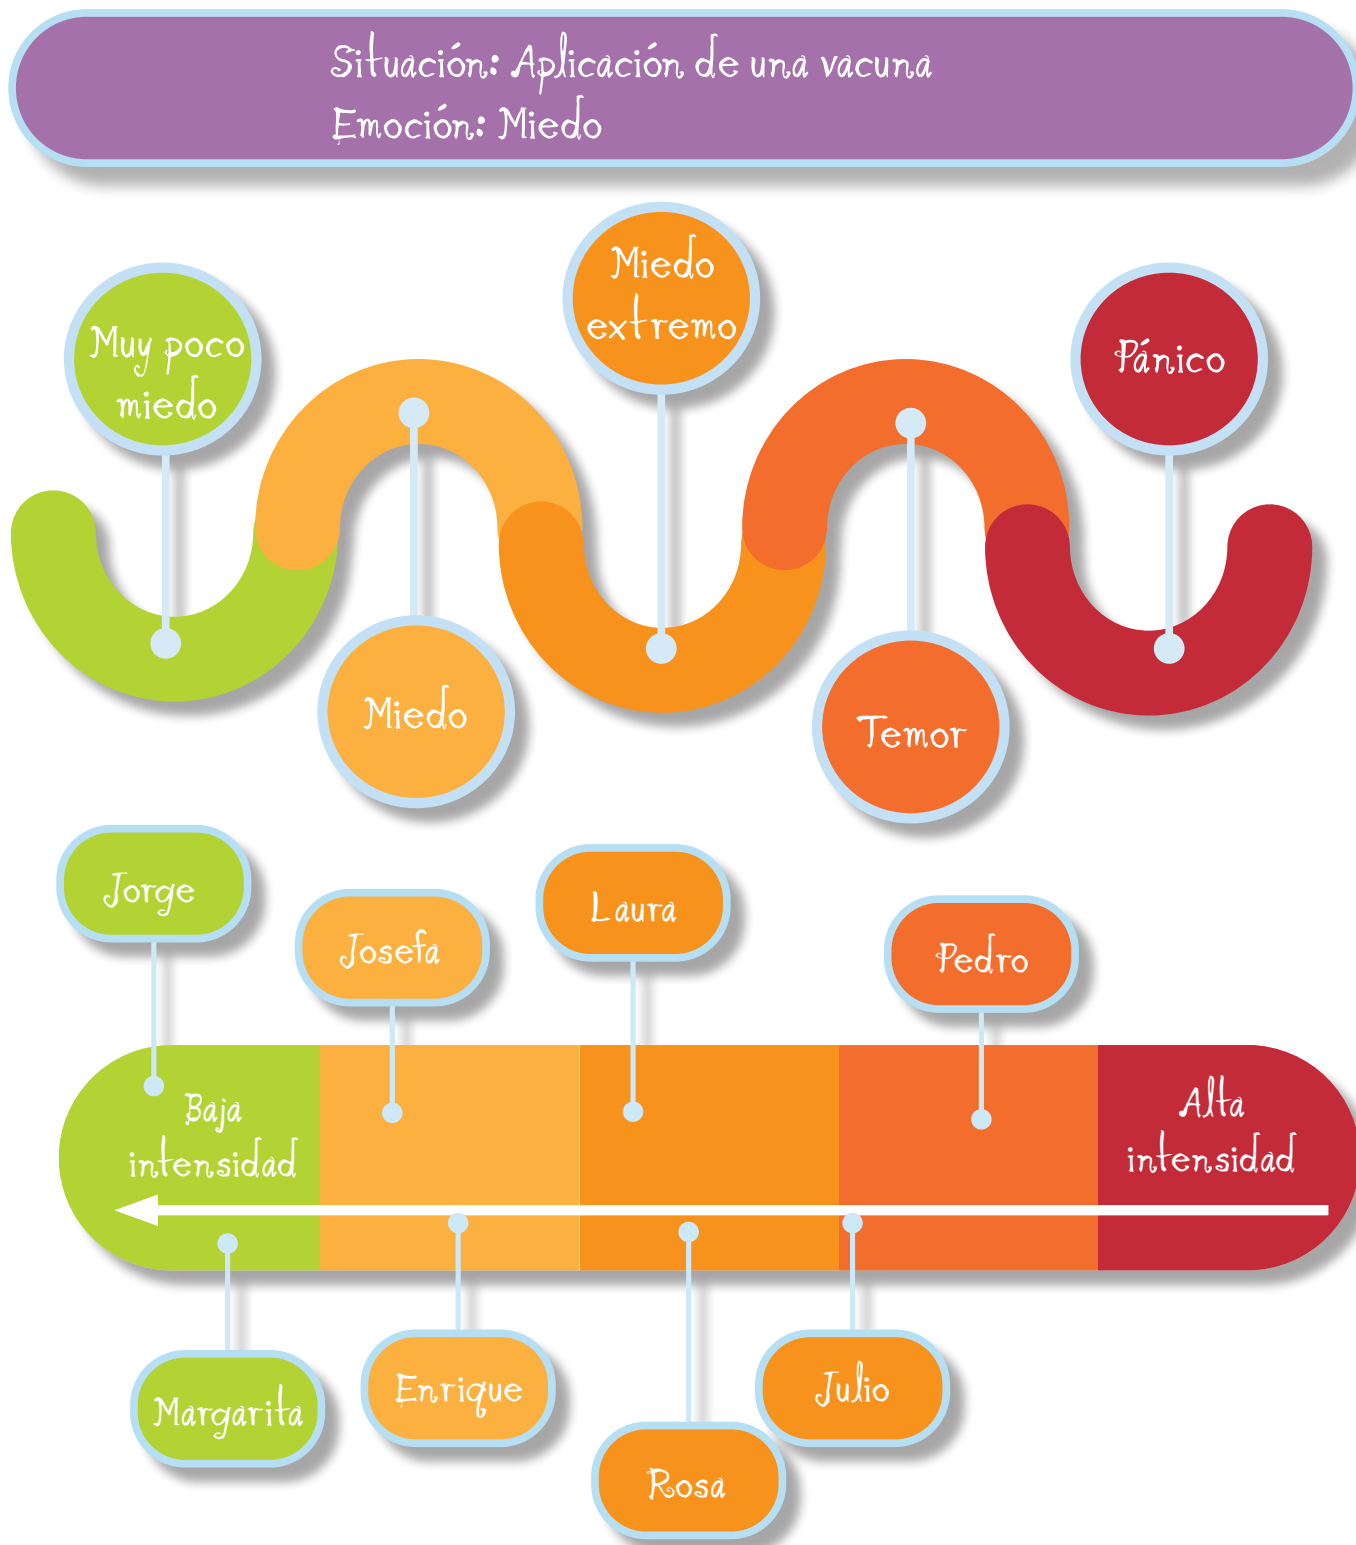 Situación: Aplicación de una vacuna
Emoción: Miedo
Muy poco
miedo
Miedo
Miedo
extremo
Temor
Pánico
Jorge
Josefa
Laura
Pedro
Baja
intensidad
Alta
intensidad
Margarita
Enrique
Rosa
Julio